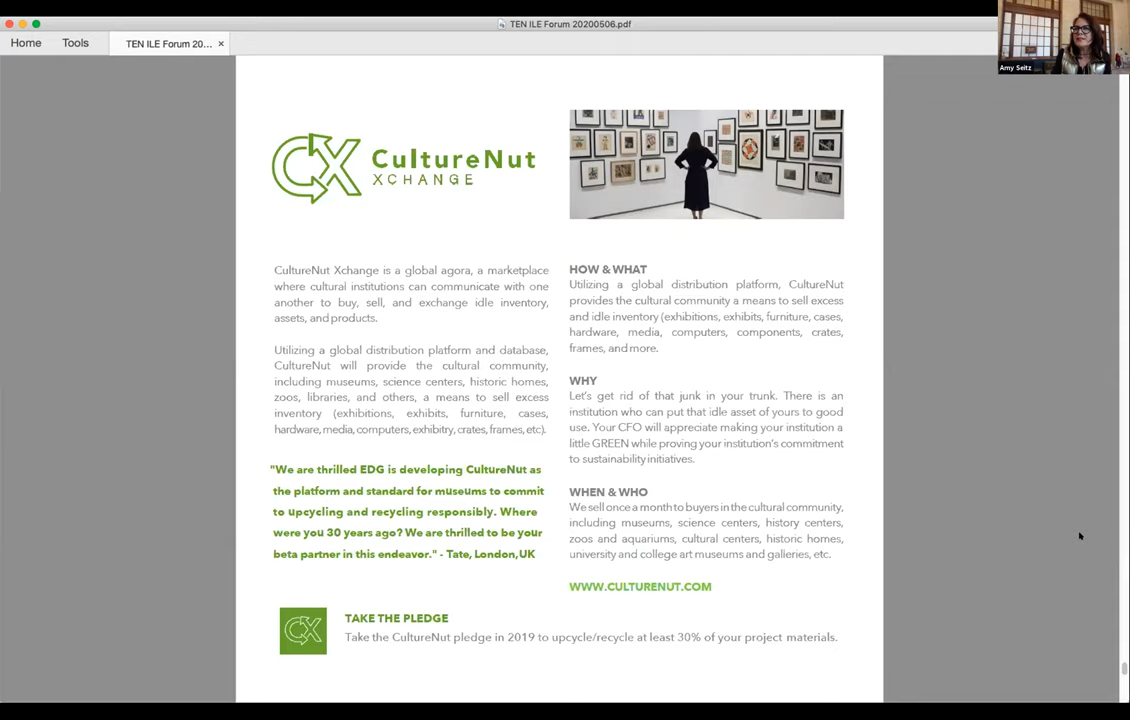 TEN ILE Forum 20200506.pdf
Home
Tools
TEN ILE Forum 20... ×
Amy Seitz
CX
CultureNut
XCHANGE
CultureNut Xchange is a global agora, a marketplace
where cultural institutions can communicate with one
another to buy, sell, and exchange idle inventory,
assets, and products.
Utilizing a global distribution platform and database,
CultureNut will provide the cultural community,
including museums, science centers, historic homes,
zoos, libraries, and others, a means to sell excess
inventory (exhibitions, exhibits, furniture, cases,
hardware, media, computers, exhibitry, crates, frames, etc).
"We are thrilled EDG is developing CultureNut as
the platform and standard for museums to commit
to upcycling and recycling responsibly. Where
were you 30 years ago? We are thrilled to be your
beta partner in this endeavor." - Tate, London, UK
HOW & WHAT
Utilizing a global distribution platform, CultureNut
provides the cultural community a means to sell excess
and idle inventory (exhibitions, exhibits, furniture, cases,
hardware, media, computers, components, crates,
frames, and more.
WHY
Let's get rid of that junk in your trunk. There is an
institution who can put that idle asset of yours to good
use. Your CFO will appreciate making your institution a
little GREEN while proving your institution's commitment
to sustainability initiatives.
WHEN & WHO
We sell once a month to buyers in the cultural community,
including museums, science centers, history centers,
zoos and aquariums, cultural centers, historic homes,
university and college art museums and galleries, etc.
WWW.CULTURENUT.COM
CX
TAKE THE PLEDGE
Take the CultureNut pledge in 2019 to upcycle/recycle at least 30% of your project materials.